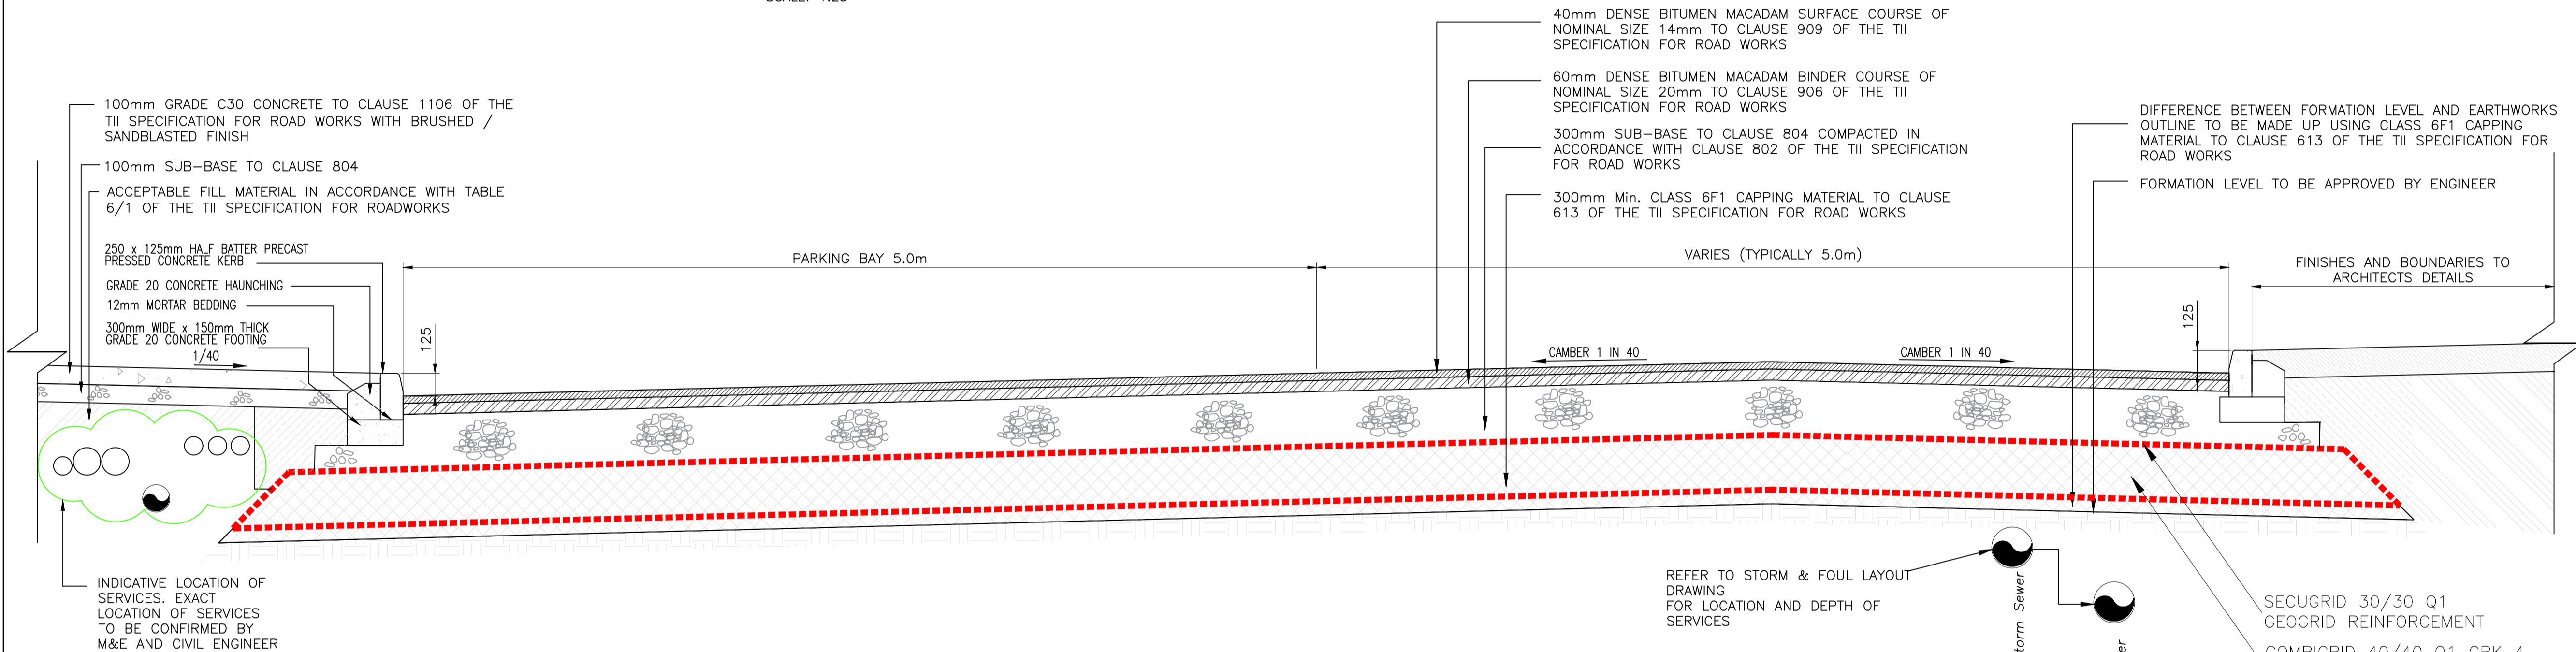 40mm DENSE BITUMEN MACADAM SURFACE COURSE OF
NOMINAL SIZE 14mm TO CLAUSE 909 OF THE TII
SPECIFICATION FOR ROAD WORKS
60mm DENSE BITUMEN MACADAM BINDER COURSE OF
NOMINAL SIZE 20mm TO CLAUSE 906 OF THE TII
SPECIFICATION FOR ROAD WORKS
300mm SUB-BASE TO CLAUSE 804 COMPACTED IN
ACCORDANCE WITH CLAUSE 802 OF THE TII SPECIFICATION
FOR ROAD WORKS
300mm Min. CLASS 6F1 CAPPING MATERIAL TO CLAUSE
613 OF THE TII SPECIFICATION FOR ROAD WORKS
DIFFERENCE BETWEEN FORMATION LEVEL AND EARTHWORKS
OUTLINE TO BE MADE UP USING CLASS 6F1 CAPPING
MATERIAL TO CLAUSE 613 OF THE TII SPECIFICATION FOR
ROAD WORKS
FORMATION LEVEL TO BE APPROVED BY ENGINEER
100mm GRADE C30 CONCRETE TO CLAUSE 1106 OF THE
TII SPECIFICATION FOR ROAD WORKS WITH BRUSHED /
SANDBLASTED FINISH
100mm SUB-BASE TO CLAUSE 804
ACCEPTABLE FILL MATERIAL IN ACCORDANCE WITH TABLE
6/1 OF THE TII SPECIFICATION FOR ROADWORKS
250 x 125mm HALF BATTER PRECAST
PRESSED CONCRETE KERB
GRADE 20 CONCRETE HAUNCHING
12mm MORTAR BEDDING
300mm WIDE x 150mm THICK
GRADE 20 CONCRETE FOOTING
1/40
125
PARKING BAY 5.0m
VARIES (TYPICALLY 5.0m)
FINISHES AND BOUNDARIES TO
ARCHITECTS DETAILS
125
CAMBER 1 IN 40
CAMBER 1 IN 40
INDICATIVE LOCATION OF
SERVICES. EXACT
LOCATION OF SERVICES
TO BE CONFIRMED BY
M&E AND CIVIL ENGINEER
REFER TO STORM & FOUL LAYOUT
DRAWING
FOR LOCATION AND DEPTH OF
SERVICES
Sewer
SECUGRID 30/30 Q1
GEOGRID REINFORCEMENT